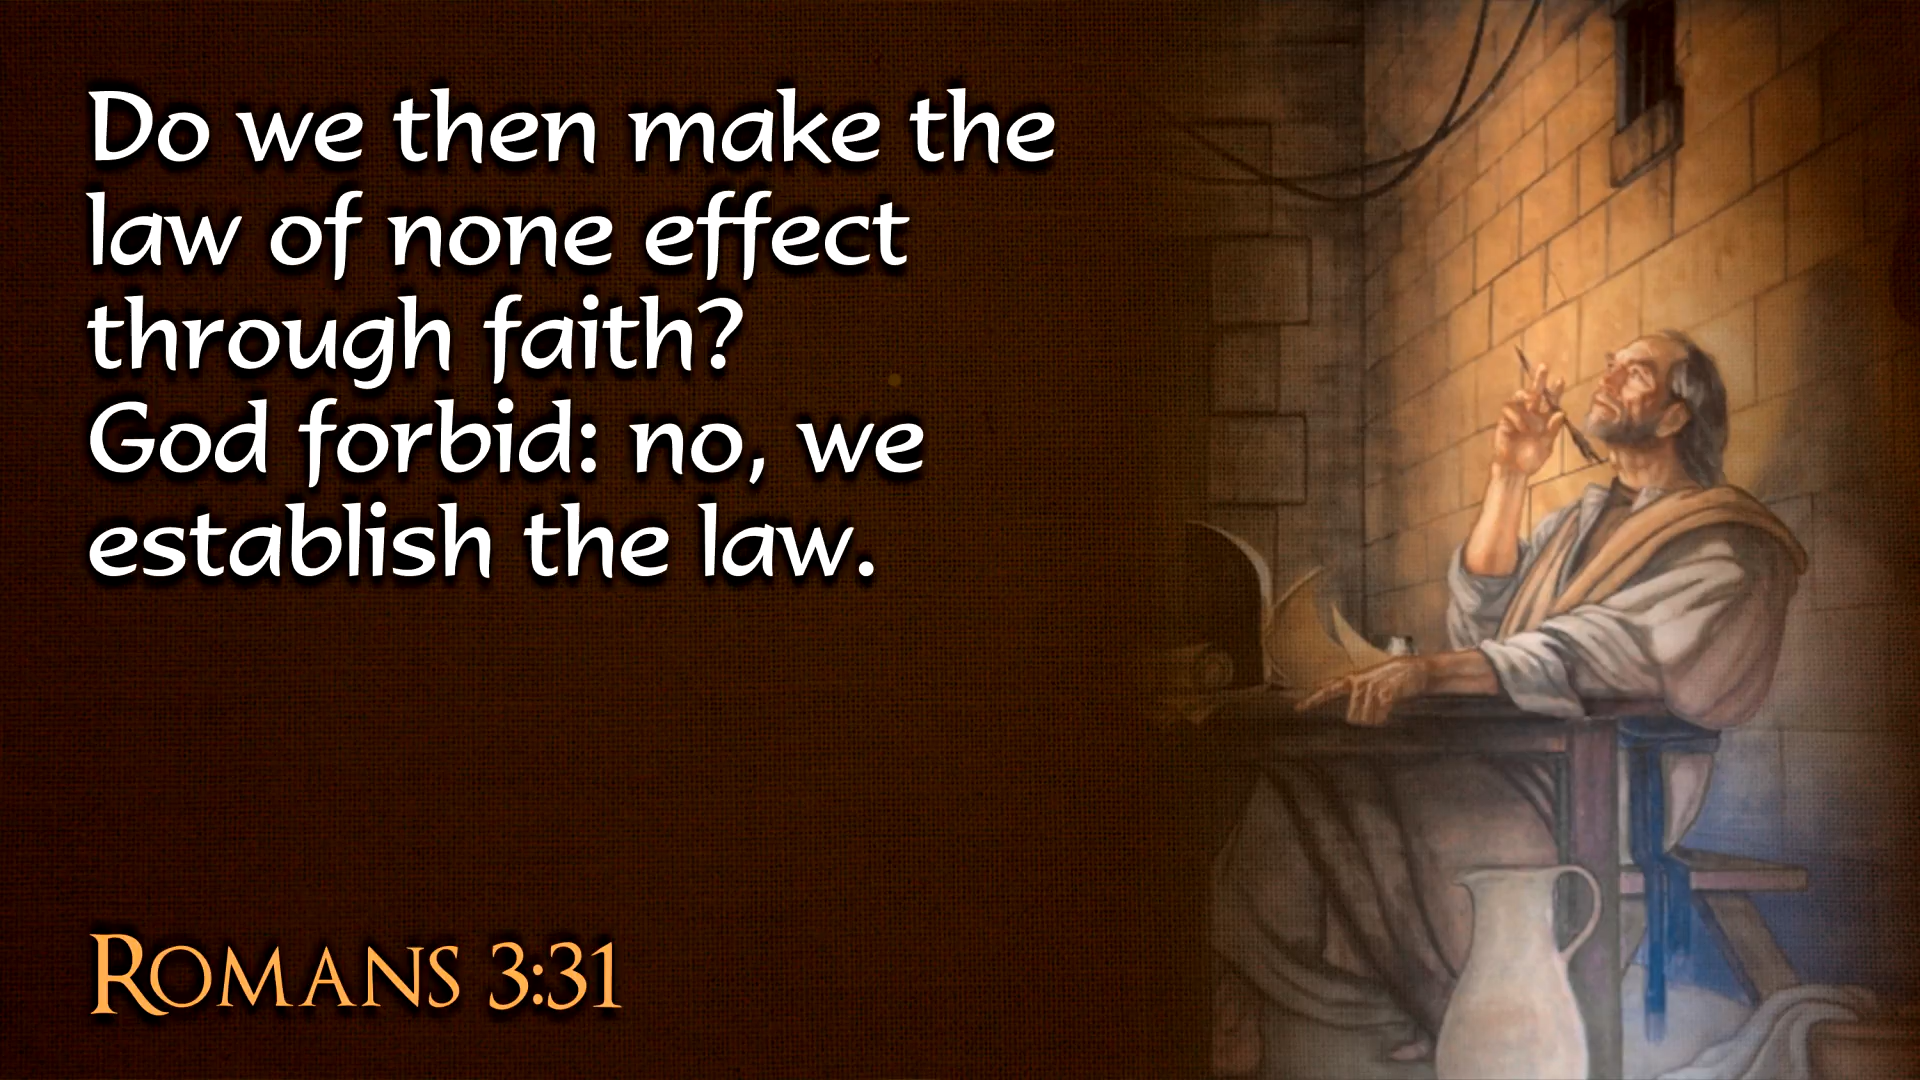 Do we then make the
law of none effect
through faith?
God forbid: no, we
establish the law.
Romans 3:31